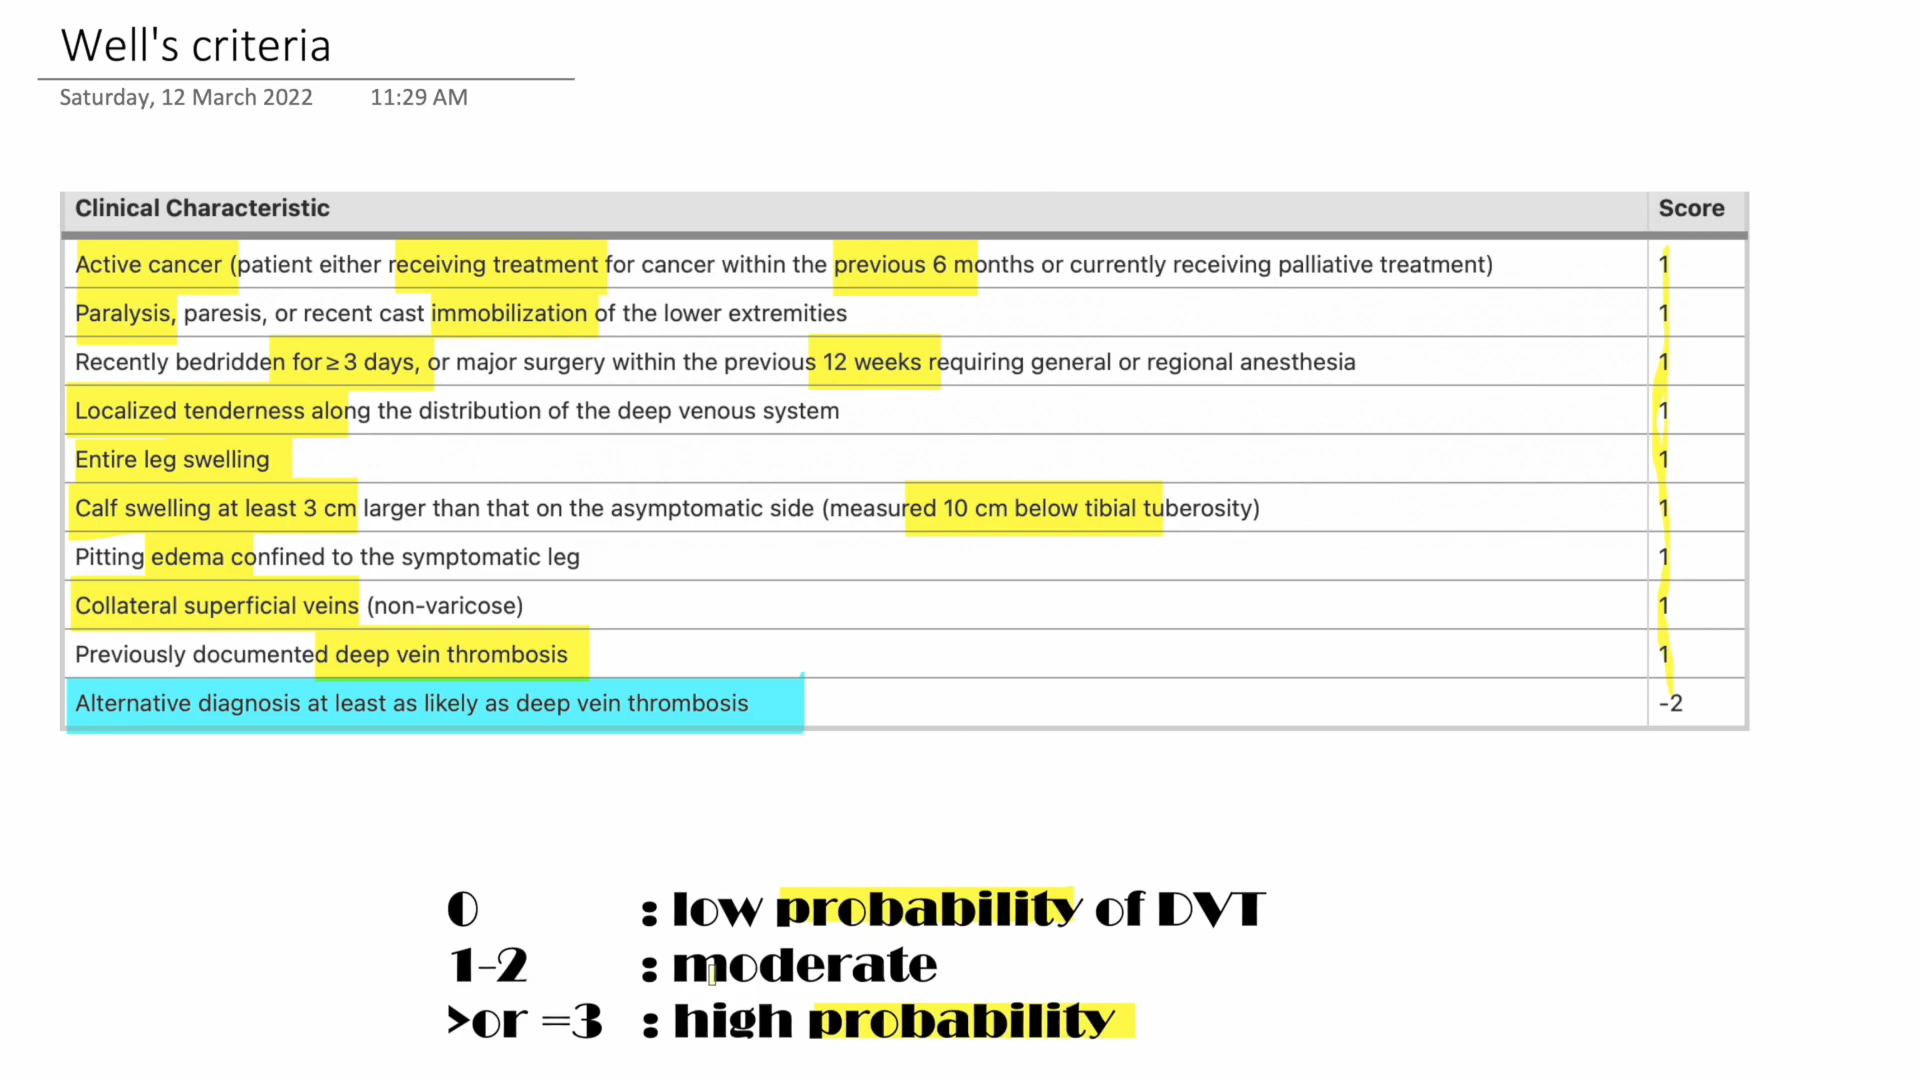 Well's criteria
Saturday, 12 March 2022 11:29 AM
Clinical Characteristic Score
Active cancer (patient either receiving treatment for cancer within the previous 6 months or currently receiving palliative treatment) 1
Paralysis, paresis, or recent cast immobilization of the lower extremities 1
Recently bedridden for ≥ 3 days, or major surgery within the previous 12 weeks requiring general or regional anesthesia 1
Localized tenderness along the distribution of the deep venous system 1
Entire leg swelling 1
Calf swelling at least 3 cm larger than that on the asymptomatic side (measured 10 cm below tibial tuberosity) 1
Pitting edema confined to the symptomatic leg 1
Collateral superficial veins (non-varicose) 1
Previously documented deep vein thrombosis 1
Alternative diagnosis at least as likely as deep vein thrombosis -2
0 : low probability of DVT
1-2 : moderate
>or =3 : high probability